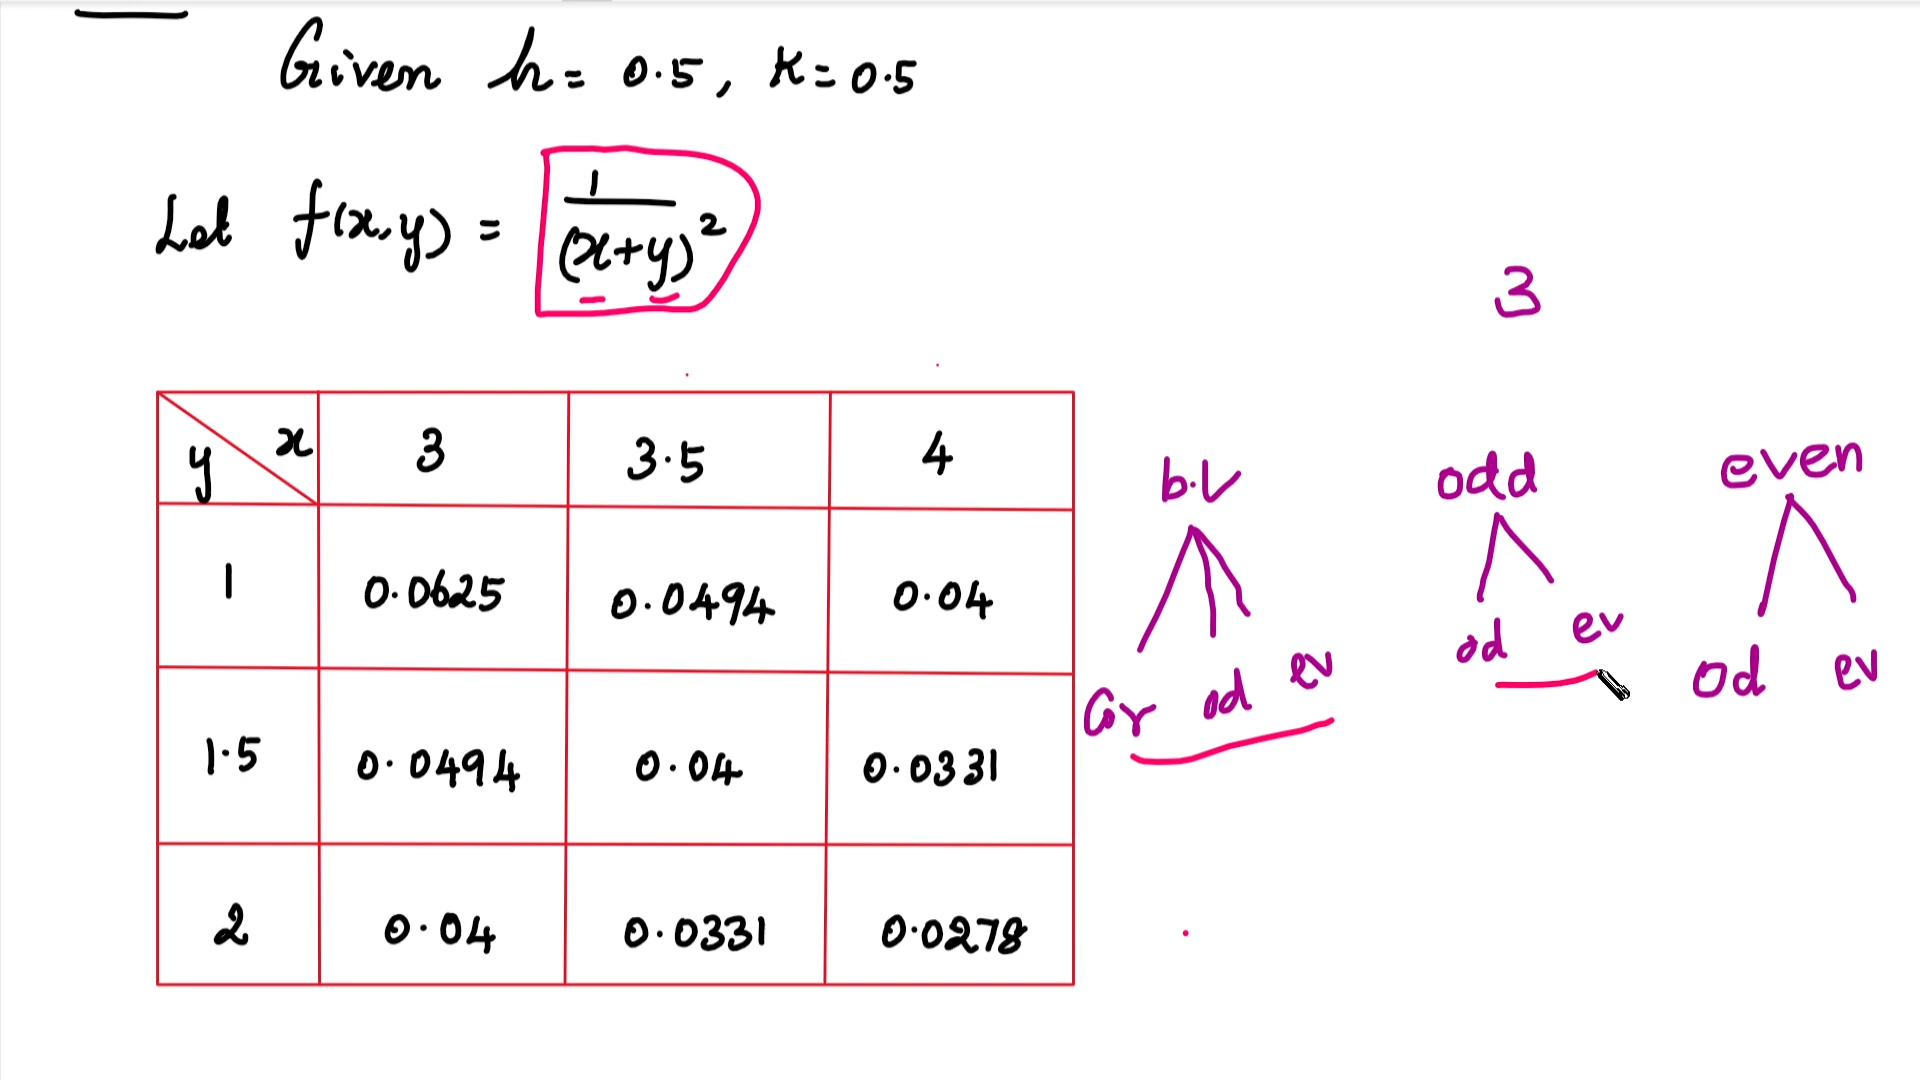 Given h = 0.5, K = 0.5
Let f(x,y) = 1/(x+y)²
3
y x 3 3.5 4
b.V odd even
1 0.0625 0.0494 0.04
od ev
Cor od ev
od ev
1.5 0.0494 0.04 0.0331
2 0.04 0.0331 0.0278